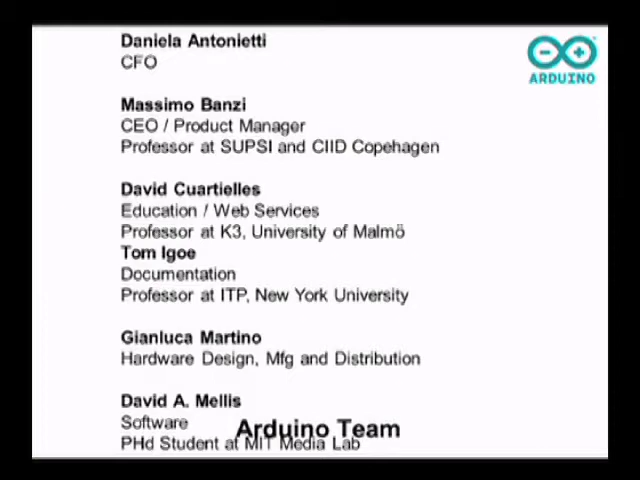 Daniela Antonietti
CFO
ARDUINO
Massimo Banzi
CEO / Product Manager
Professor at SUPSI and CIID Copehagen
David Cuartielles
Education / Web Services
Professor at K3, University of Malmö
Tom Igoe
Documentation
Professor at ITP, New York University
Gianluca Martino
Hardware Design, Mfg and Distribution
David A. Mellis
Software
Arduino Team
PHd Student at MIT Media Lab